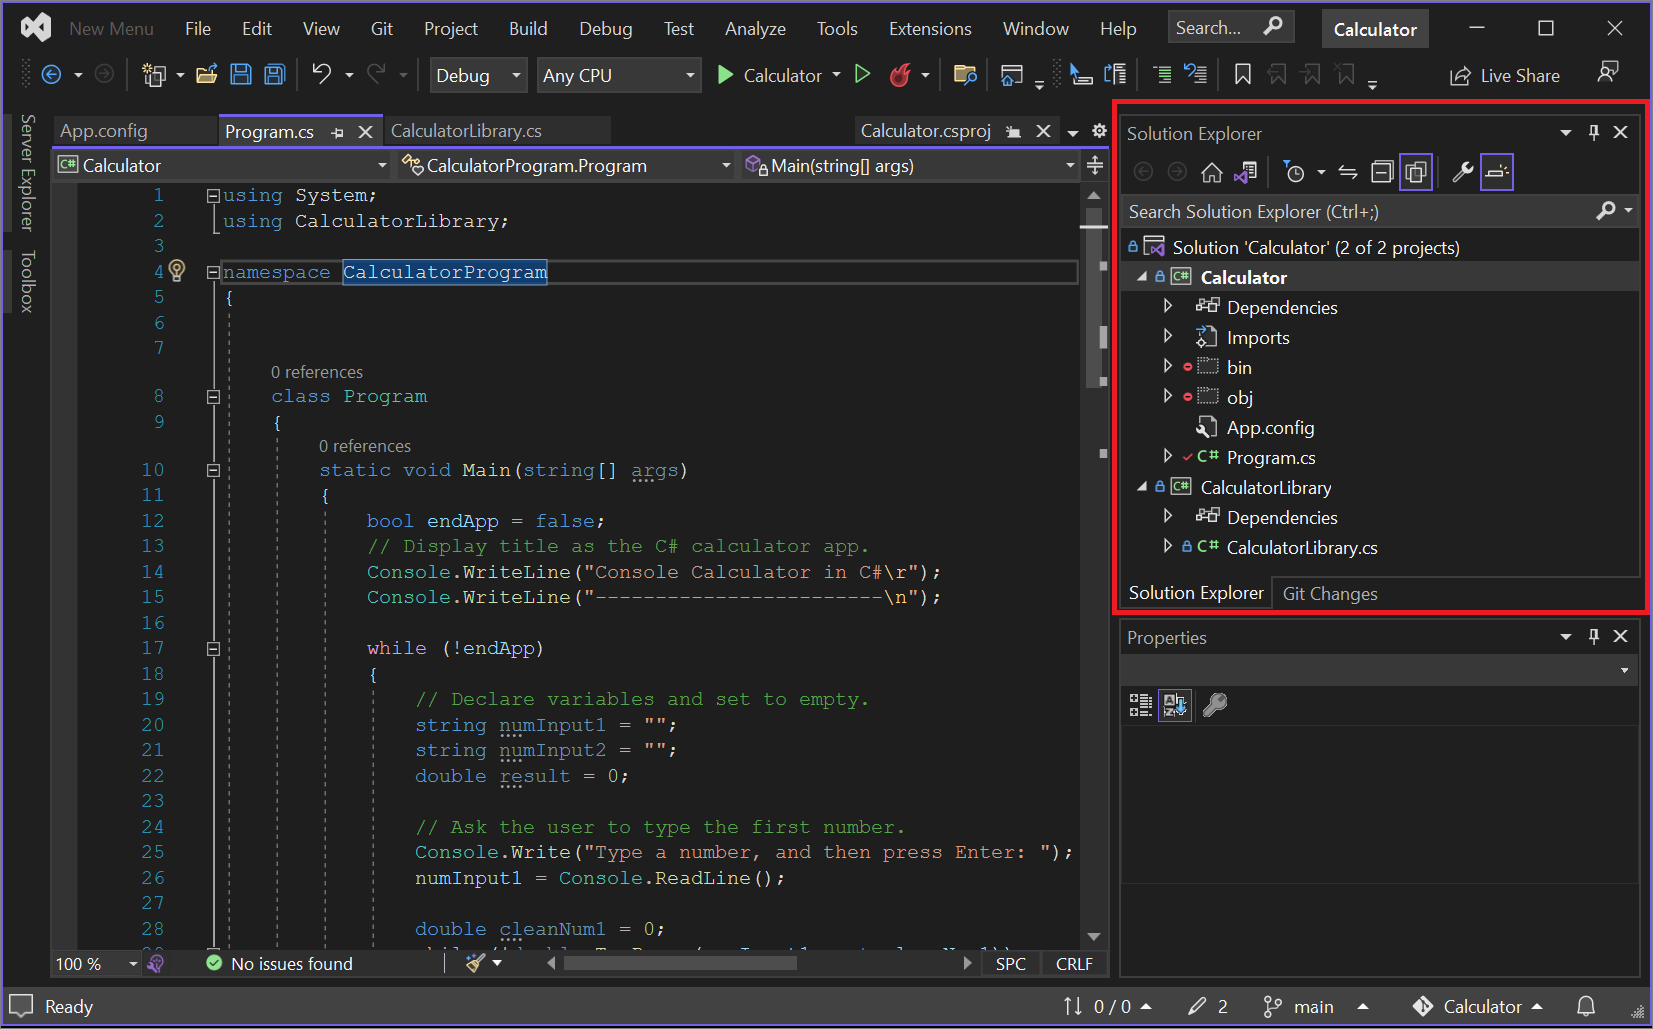 New Menu File Edit View Git Project Build Debug Test Analyze Tools Extensions Window Help Search... Calculator
Debug Any CPU Calculator Live Share
Server Explorer
Toolbox
App.config Program.cs CalculatorLibrary.cs Calculator.csproj
C# Calculator CalculatorProgram.Program Main(string[] args)
1 using System;
2 using CalculatorLibrary;
3
4 namespace CalculatorProgram
5 {
6
7
0 references
8 class Program
9 {
0 references
10 static void Main(string[] args)
11 {
12 bool endApp = false;
13 // Display title as the C# calculator app.
14 Console.WriteLine("Console Calculator in C#\r");
15 Console.WriteLine("------------------------\n");
16
17 while (!endApp)
18 {
19 // Declare variables and set to empty.
20 string numInput1 = "";
21 string numInput2 = "";
22 double result = 0;
23
24 // Ask the user to type the first number.
25 Console.Write("Type a number, and then press Enter: ");
26 numInput1 = Console.ReadLine();
27
28 double cleanNum1 = 0;
100 % No issues found SPC CRLF
Solution Explorer
Search Solution Explorer (Ctrl+;)
Solution 'Calculator' (2 of 2 projects)
C# Calculator
Dependencies
Imports
bin
obj
App.config
C# Program.cs
C# CalculatorLibrary
Dependencies
C# CalculatorLibrary.cs
Solution Explorer Git Changes
Properties
Ready 0 / 0 2 main Calculator